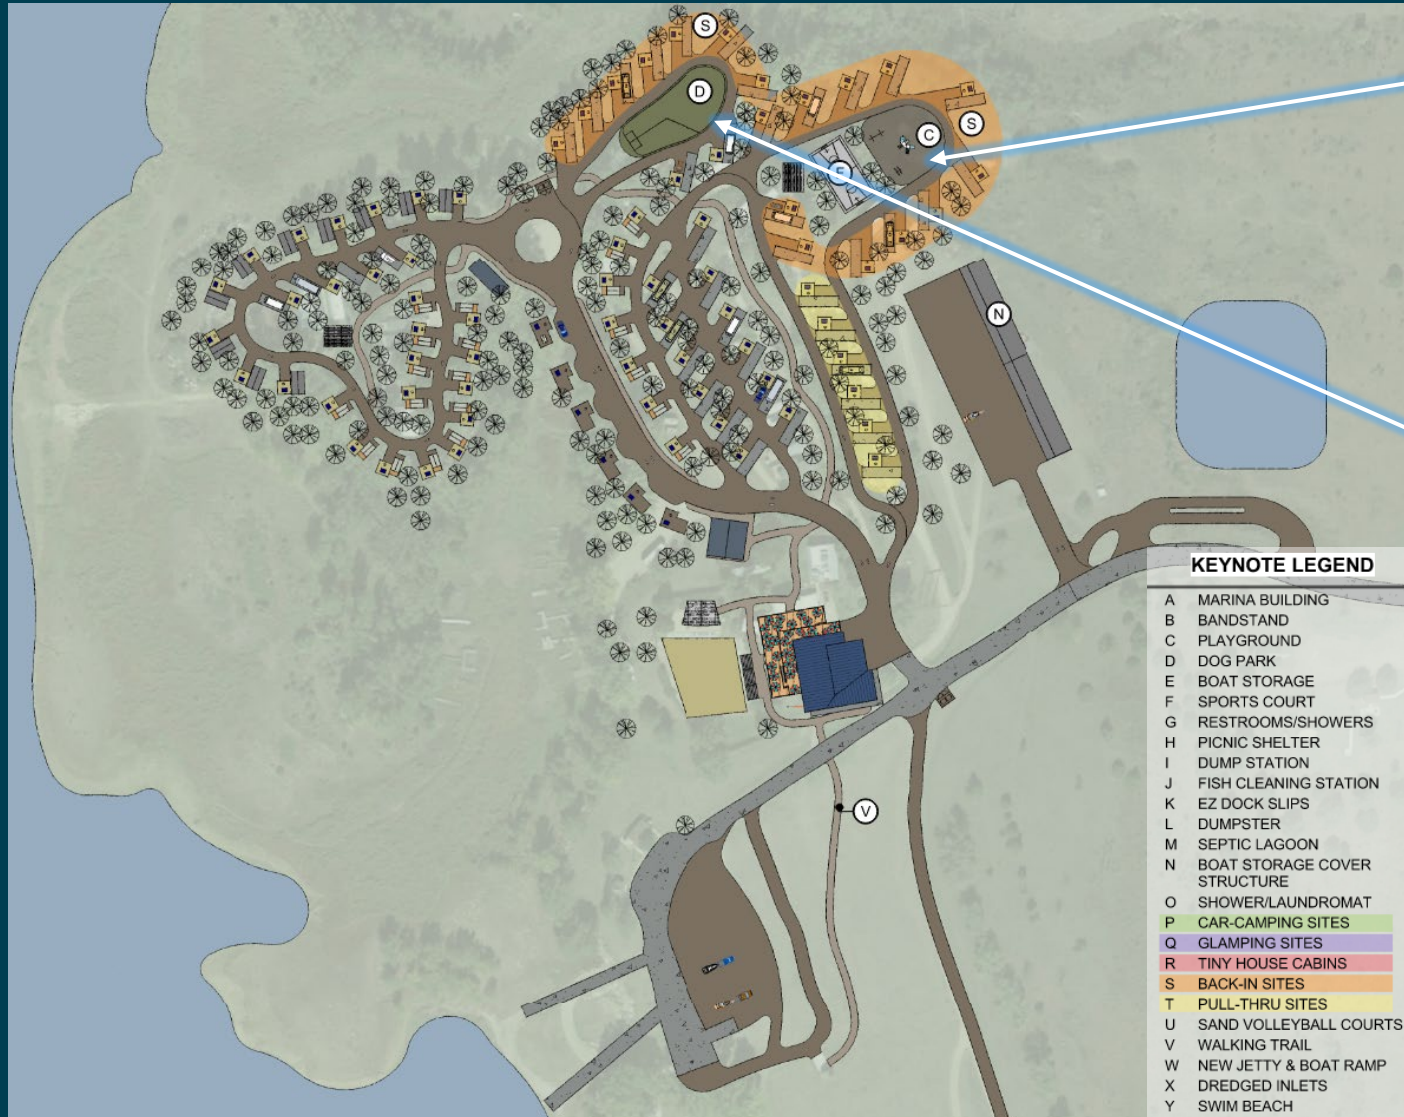 S
D
C
S
F
N
V
KEYNOTE LEGEND
A MARINA BUILDING
B BANDSTAND
C PLAYGROUND
D DOG PARK
E BOAT STORAGE
F SPORTS COURT
G RESTROOMS/SHOWERS
H PICNIC SHELTER
I DUMP STATION
J FISH CLEANING STATION
K EZ DOCK SLIPS
L DUMPSTER
M SEPTIC LAGOON
N BOAT STORAGE COVER
STRUCTURE
O SHOWER/LAUNDROMAT
P CAR-CAMPING SITES
Q GLAMPING SITES
R TINY HOUSE CABINS
S BACK-IN SITES
T PULL-THRU SITES
U SAND VOLLEYBALL COURTS
V WALKING TRAIL
W NEW JETTY & BOAT RAMP
X DREDGED INLETS
Y SWIM BEACH